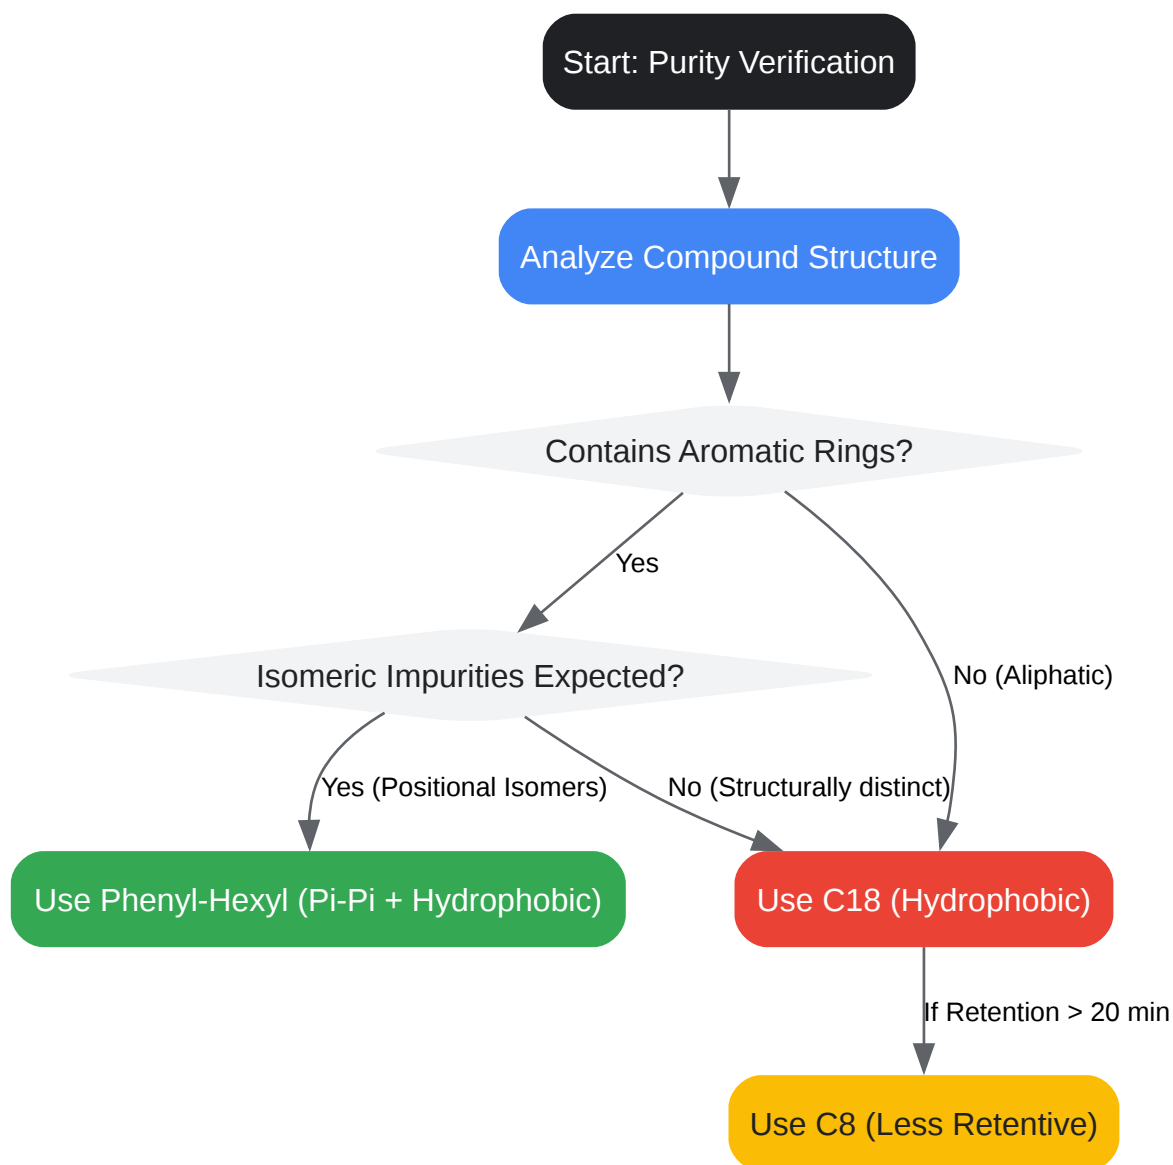 Start: Purity Verification
Analyze Compound Structure
Contains Aromatic Rings?
Yes
Isomeric Impurities Expected?
No (Aliphatic)
Yes (Positional Isomers)
No (Structurally distinct)
Use Phenyl-Hexyl (Pi-Pi + Hydrophobic)
Use C18 (Hydrophobic)
If Retention > 20 min
Use C8 (Less Retentive)